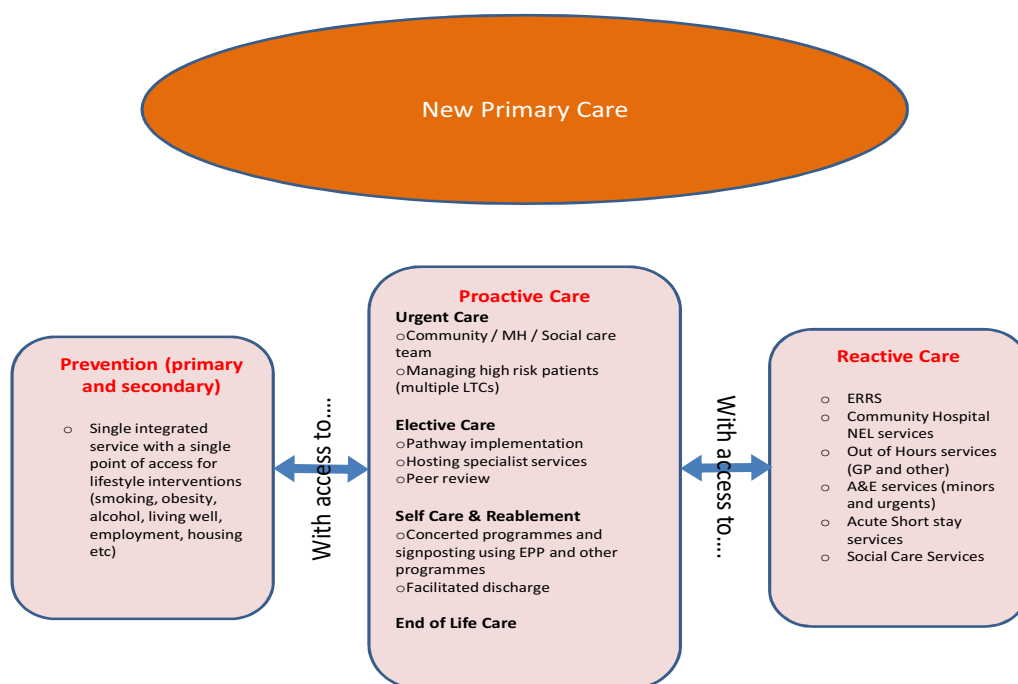 New Primary Care
Prevention (primary
and secondary)
o Single integrated
service with a single
point of access for
lifestyle interventions
(smoking, obesity,
alcohol, living well,
employment, housing
etc)
With access to....
Proactive Care
Urgent Care
oCommunity / MH / Social care
team
oManaging high risk patients
(multiple LTCs)
Elective Care
oPathway implementation
oHosting specialist services
oPeer review
Self Care & Reablement
oConcerted programmes and
signposting using EPP and other
programmes
oFacilitated discharge
End of Life Care
With access to....
Reactive Care
o ERRS
o Community Hospital
NEL services
o Out of Hours services
(GP and other)
o A&E services (minors
and urgents)
o Acute Short stay
services
o Social Care Services